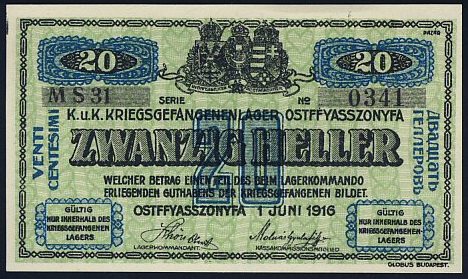 20
20
M S 31
SERIE
No
0341
K.u.K. KRIEGSGEFANGENENLAGER OSTFFYASSZONYFA
ZWANZIG HELLER
20
VENTI
CENTESIMI
ДВАДЦАТЬ
ГЕЛЛЕРОВЪ
WELCHER BETRAG EINEN TEIL DES BEIM LAGERKOMMANDO
ERLIEGENDEN GUTHABENS DER KRIEGSGEFANGENEN BILDET.
OSTFFYASSZONYFA 1 JUNI 1916
GÜLTIG
NUR INNERHALB DES
KRIEGSGEFANGENEN-
LAGERS
LAGERKOMMANDANT.
GÜLTIG
NUR INNERHALB DES
KRIEGSGEFANGENEN-
LAGERS
GLOBUS BUDAPEST.